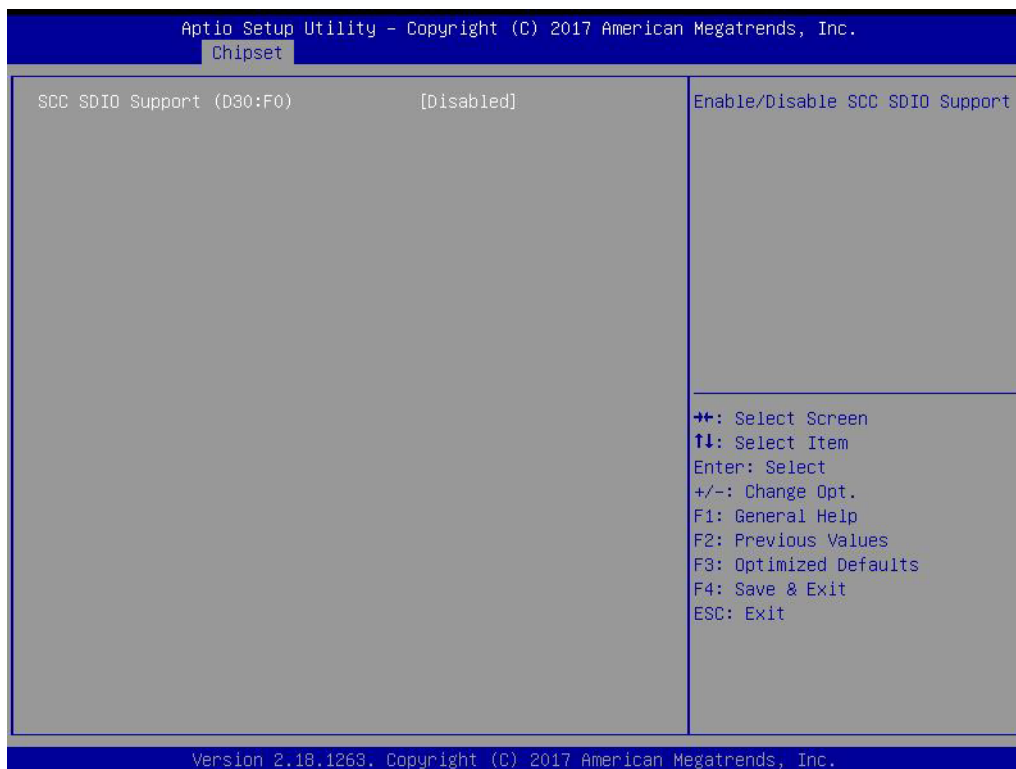 Aptio Setup Utility – Copyright (C) 2017 American Megatrends, Inc.
Chipset
SCC SDIO Support (D30:F0) [Disabled]
Enable/Disable SCC SDIO Support
→←: Select Screen
↑↓: Select Item
Enter: Select
+/-: Change Opt.
F1: General Help
F2: Previous Values
F3: Optimized Defaults
F4: Save & Exit
ESC: Exit
Version 2.18.1263. Copyright (C) 2017 American Megatrends, Inc.